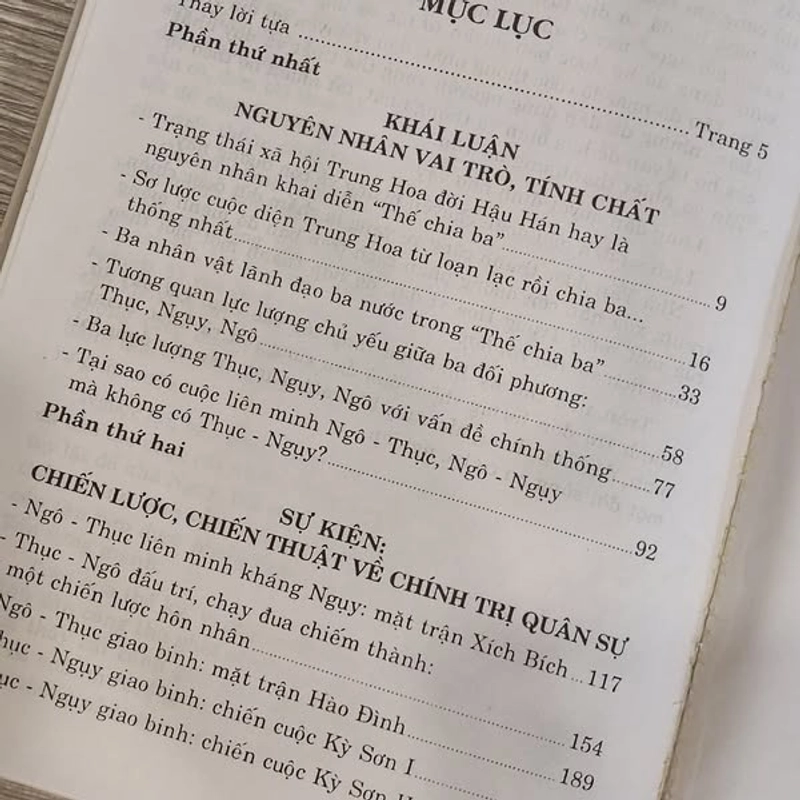 MỤC LỤC
Thay lời tựa ........ Trang 5
Phần thứ nhất
KHÁI LUẬN
NGUYÊN NHÂN VAI TRÒ, TÍNH CHẤT
- Trạng thái xã hội Trung Hoa đời Hậu Hán hay là
nguyên nhân khai diễn “Thế chia ba” ........ 9
- Sơ lược cuộc diện Trung Hoa từ loạn lạc rồi chia ba...
thống nhất ........ 16
- Ba nhân vật lãnh đạo ba nước trong “Thế chia ba” ........ 33
- Tương quan lực lượng chủ yếu giữa ba đối phương:
Thục, Ngụy, Ngô ........ 58
- Ba lực lượng Thục, Ngụy, Ngô với vấn đề chính thống ........ 77
- Tại sao có cuộc liên minh Ngô - Thục, Ngô - Ngụy
mà không có Thục - Ngụy? ........ 92
Phần thứ hai
SỰ KIỆN:
CHIẾN LƯỢC, CHIẾN THUẬT VỀ CHÍNH TRỊ QUÂN SỰ
- Ngô - Thục liên minh kháng Ngụy: mặt trận Xích Bích ... 117
- Thục - Ngô đấu trí, chạy đua chiếm thành:
một chiến lược hôn nhân ........ 154
Ngô - Thục giao binh: mặt trận Hào Đình ........ 189
Thục - Ngụy giao binh: chiến cuộc Kỳ Sơn I ........
- Ngụy giao binh: chiến cuộc Kỳ Sơn